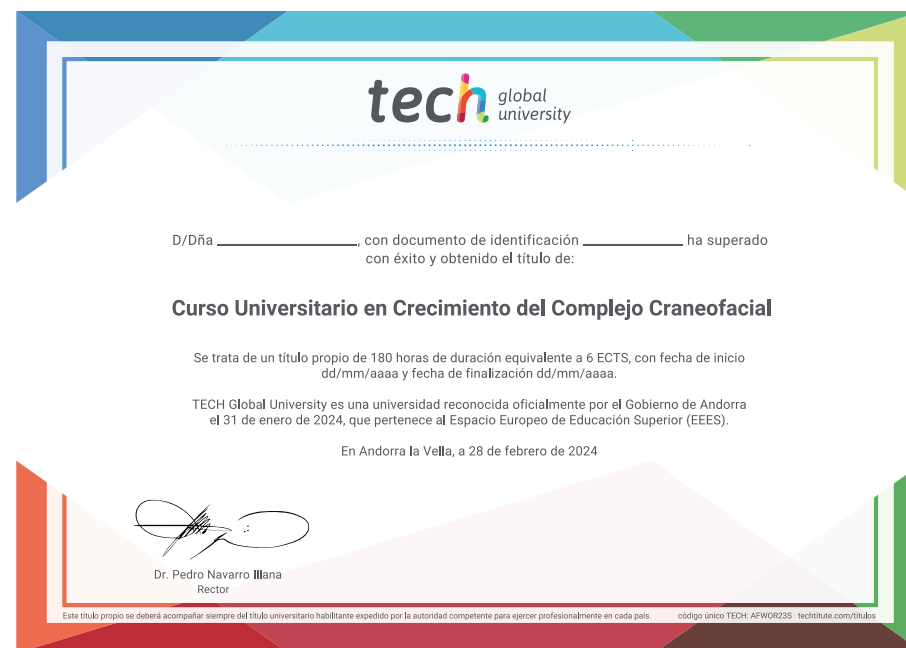 tech global university
D/Dña ____________________, con documento de identificación ______________ ha superado
con éxito y obtenido el título de:
Curso Universitario en Crecimiento del Complejo Craneofacial
Se trata de un título propio de 180 horas de duración equivalente a 6 ECTS, con fecha de inicio
dd/mm/aaaa y fecha de finalización dd/mm/aaaa.
TECH Global University es una universidad reconocida oficialmente por el Gobierno de Andorra
el 31 de enero de 2024, que pertenece al Espacio Europeo de Educación Superior (EEES).
En Andorra la Vella, a 28 de febrero de 2024
Dr. Pedro Navarro Illana
Rector
Este título propio se deberá acompañar siempre del título universitario habilitante expedido por la autoridad competente para ejercer profesionalmente en cada país. código único TECH: AFWOR23S techtitute.com/titulos